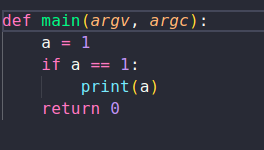 def main(argv, argc):
    a = 1
    if a == 1:
        print(a)
    return 0